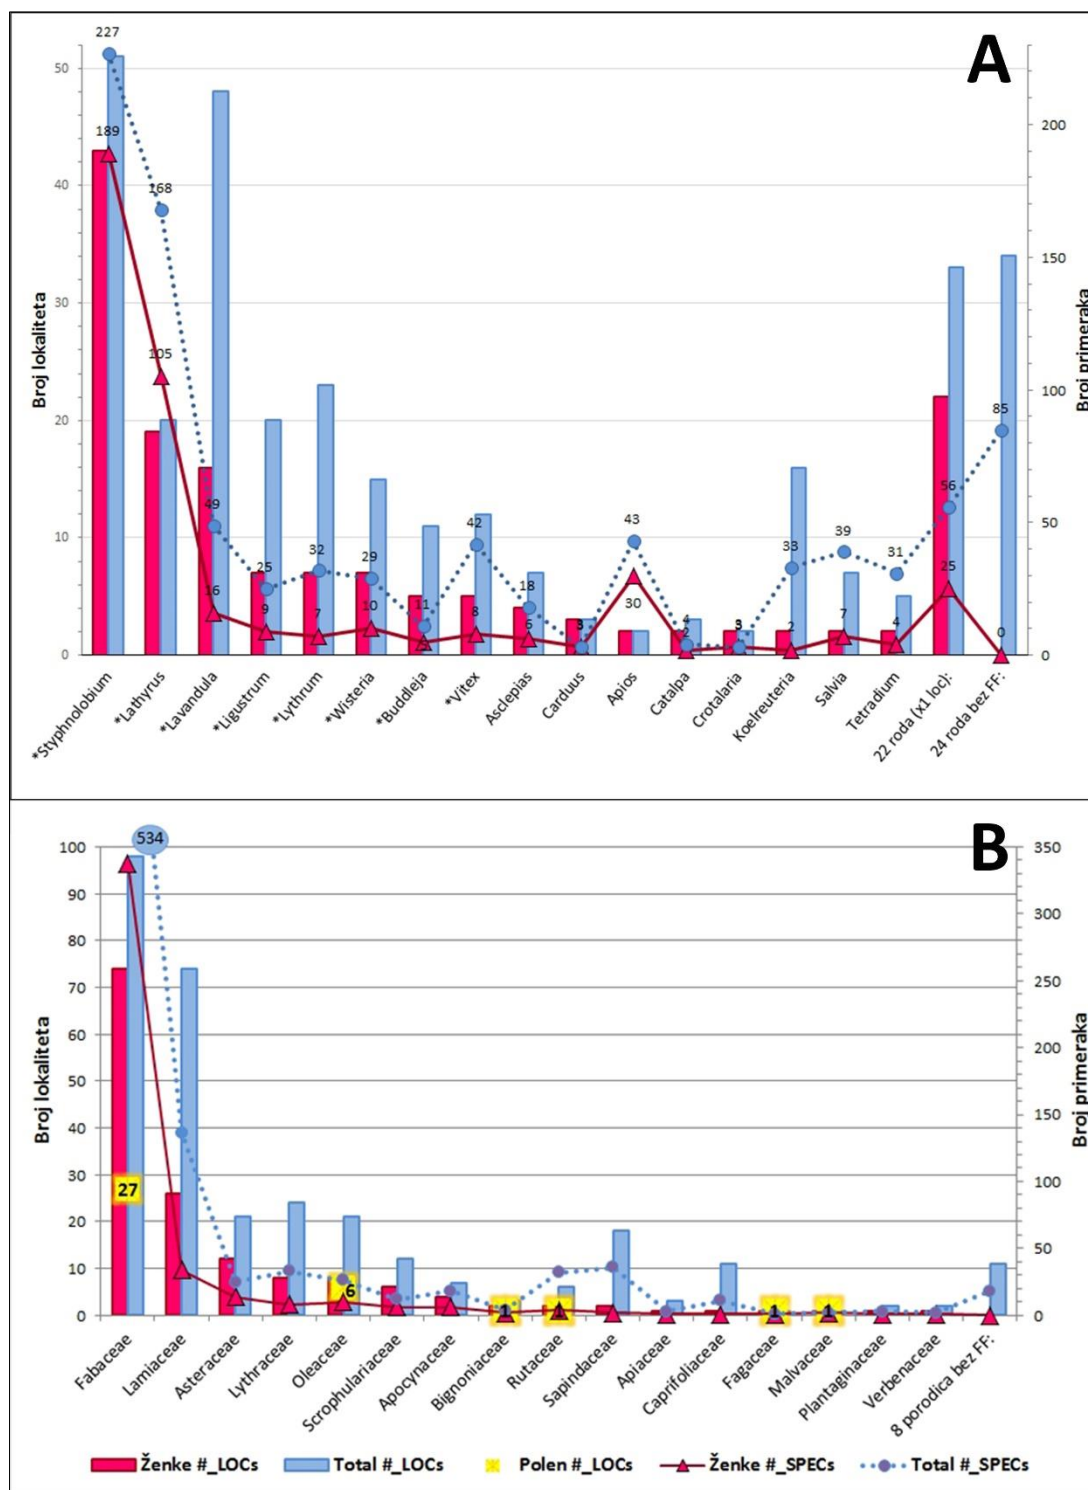 A
227
189
168
105
49
16
25
9
32
7
29
10
11
42
8
18
6
3
43
30
4
2
3
33
2
39
7
31
4
56
25
85
0
50
40
30
20
10
0
200
150
100
50
0
Broj lokaliteta
Broj primeraka
*Styphnolobium
*Lathyrus
*Lavandula
*Ligustrum
*Lythrum
*Wisteria
*Buddleja
*Vitex
Asclepias
Carduus
Apios
Catalpa
Crotalaria
Koelreuteria
Salvia
Tetradium
22 roda (x1 loc):
24 roda bez FF:
B
534
27
6
1
1
1
100
90
80
70
60
50
40
30
20
10
0
350
300
250
200
150
100
50
0
Broj lokaliteta
Broj primeraka
Fabaceae
Lamiaceae
Asteraceae
Lythraceae
Oleaceae
Scrophulariaceae
Apocynaceae
Bignoniaceae
Rutaceae
Sapindaceae
Apiaceae
Caprifoliaceae
Fagaceae
Malvaceae
Plantaginaceae
Verbenaceae
8 porodica bez FF:
Ženke #_LOCs
Total #_LOCs
Polen #_LOCs
Ženke #_SPECs
Total #_SPECs